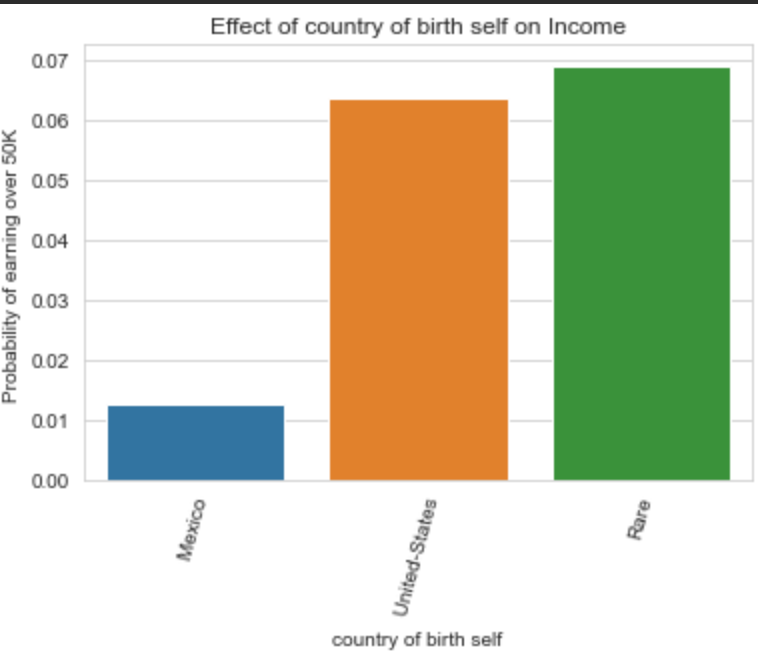 Effect of country of birth self on Income
Probability of earning over 50K
0.07
0.06
0.05
0.04
0.03
0.02
0.01
0.00
Mexico
United-States
Rare
country of birth self